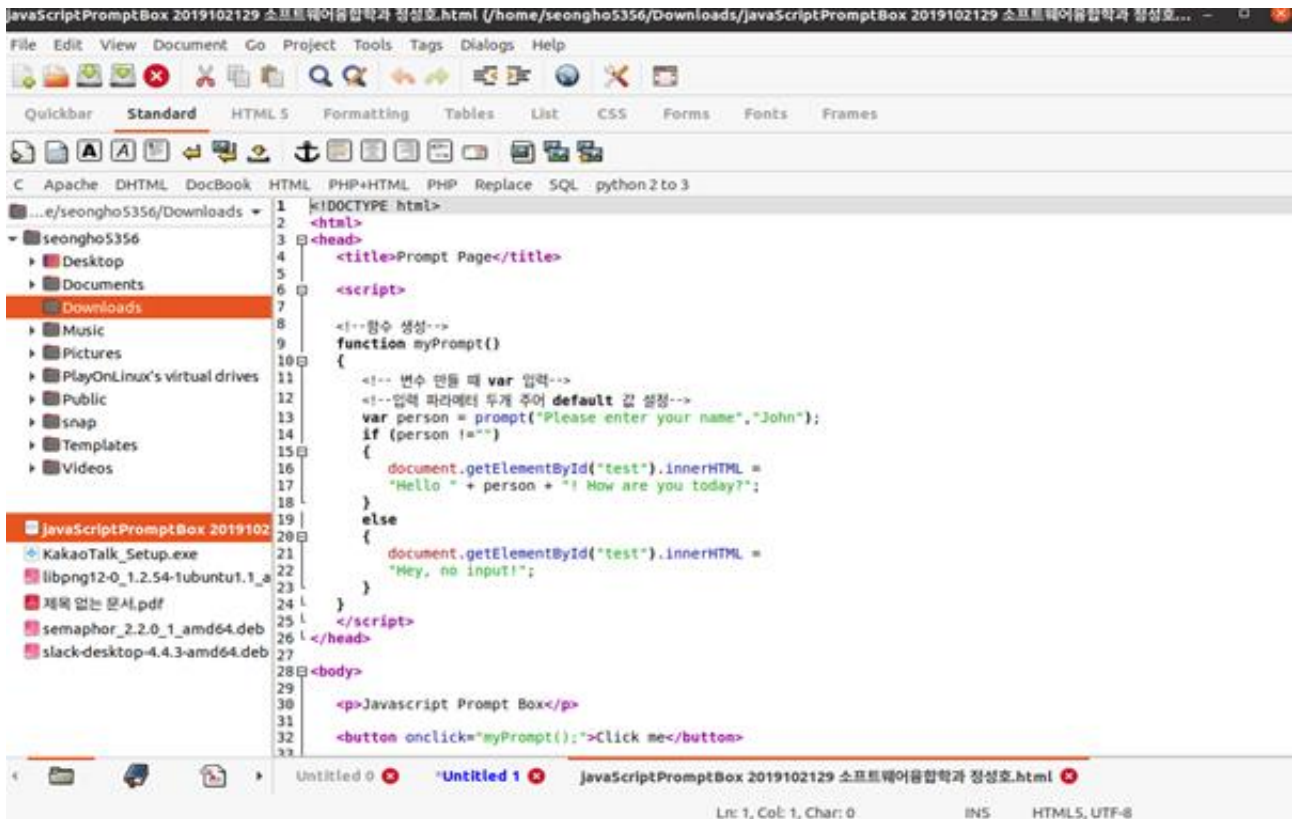 javaScriptPromptBox 2019102129 소프트웨어융합학과 정성호.html (/home/seongho5356/Downloads/javaScriptPromptBox 2019102129 소프트웨어융합학과 정성호...
File Edit View Document Go Project Tools Tags Dialogs Help
Quickbar Standard HTML 5 Formatting Tables List CSS Forms Fonts Frames
C Apache DHTML DocBook HTML PHP+HTML PHP Replace SQL python 2 to 3
...e/seongho5356/Downloads
seongho5356
Desktop
Documents
Downloads
Music
Pictures
PlayOnLinux's virtual drives
Public
snap
Templates
Videos
javaScriptPromptBox 2019102
KakaoTalk_Setup.exe
libpng12-0_1.2.54-1ubuntu1.1_a
제목 없는 문서.pdf
semaphor_2.2.0_1_amd64.deb
slack-desktop-4.4.3-amd64.deb
1 <!DOCTYPE html>
2 <html>
3 <head>
4 <title>Prompt Page</title>
5
6 <script>
7
8 <!--함수 생성-->
9 function myPrompt()
10 {
11 <!-- 변수 만들 때 var 입력-->
12 <!--입력 파라메터 두개 주어 default 값 설정-->
13 var person = prompt("Please enter your name","John");
14 if (person !="")
15 {
16 document.getElementById("test").innerHTML =
17 "Hello " + person + "! How are you today?";
18 }
19 else
20 {
21 document.getElementById("test").innerHTML =
22 "Hey, no input!";
23 }
24 }
25 </script>
26 </head>
27
28 <body>
29
30 <p>Javascript Prompt Box</p>
31
32 <button onclick="myPrompt();">Click me</button>
33
Untitled 0 *Untitled 1 javaScriptPromptBox 2019102129 소프트웨어융합학과 정성호.html
Ln: 1, Col: 1, Char: 0 INS HTML5, UTF-8